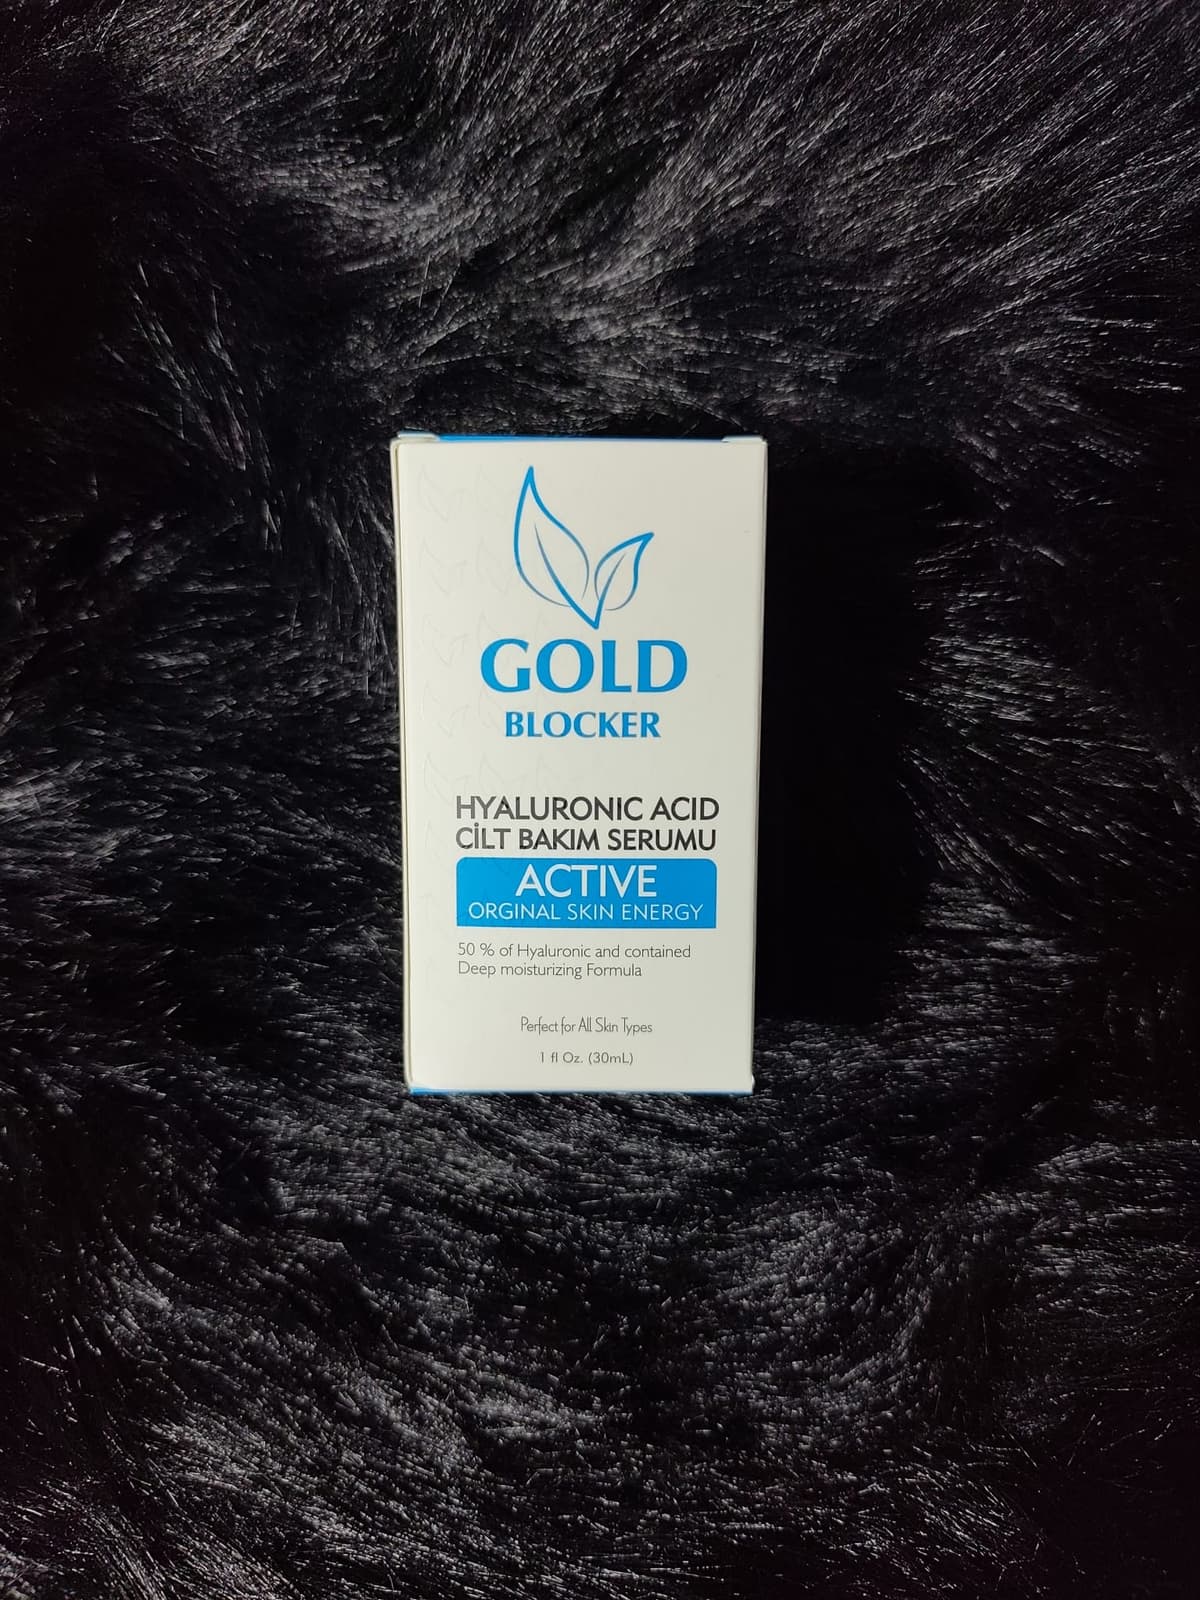 GOLD
BLOCKER
HYALURONIC ACID
CİLT BAKIM SERUMU
ACTIVE
ORGINAL SKIN ENERGY
50 % of Hyaluronic and contained
Deep moisturizing Formula
Perfect for All Skin Types
1 fl Oz. (30mL)